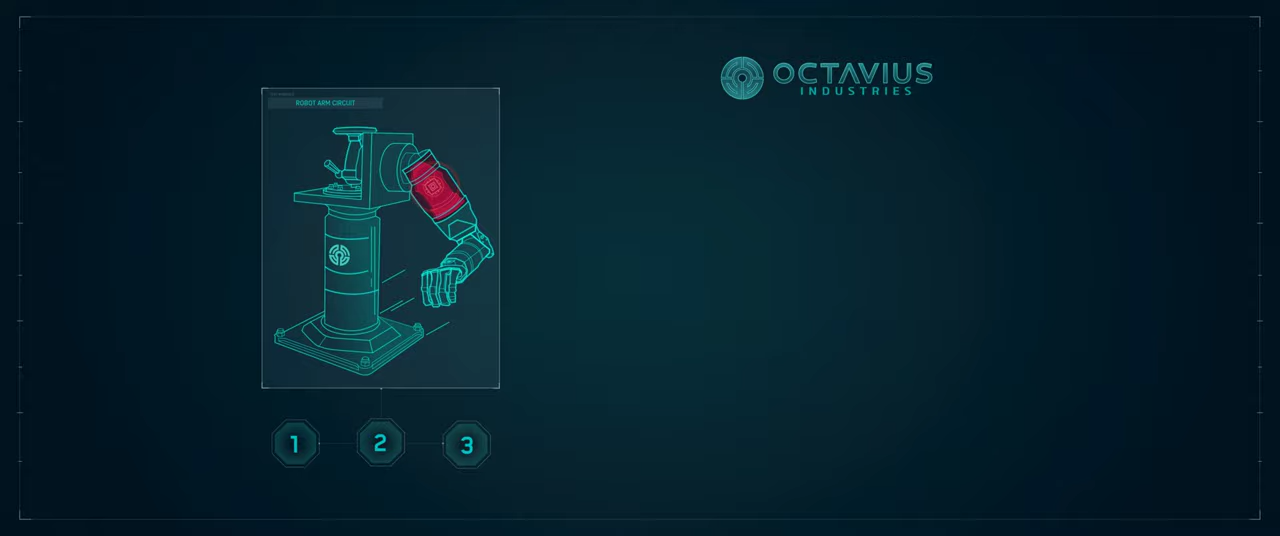 OCTAVIUS
INDUSTRIES
ROBOT ARM CIRCUIT
1
2
3